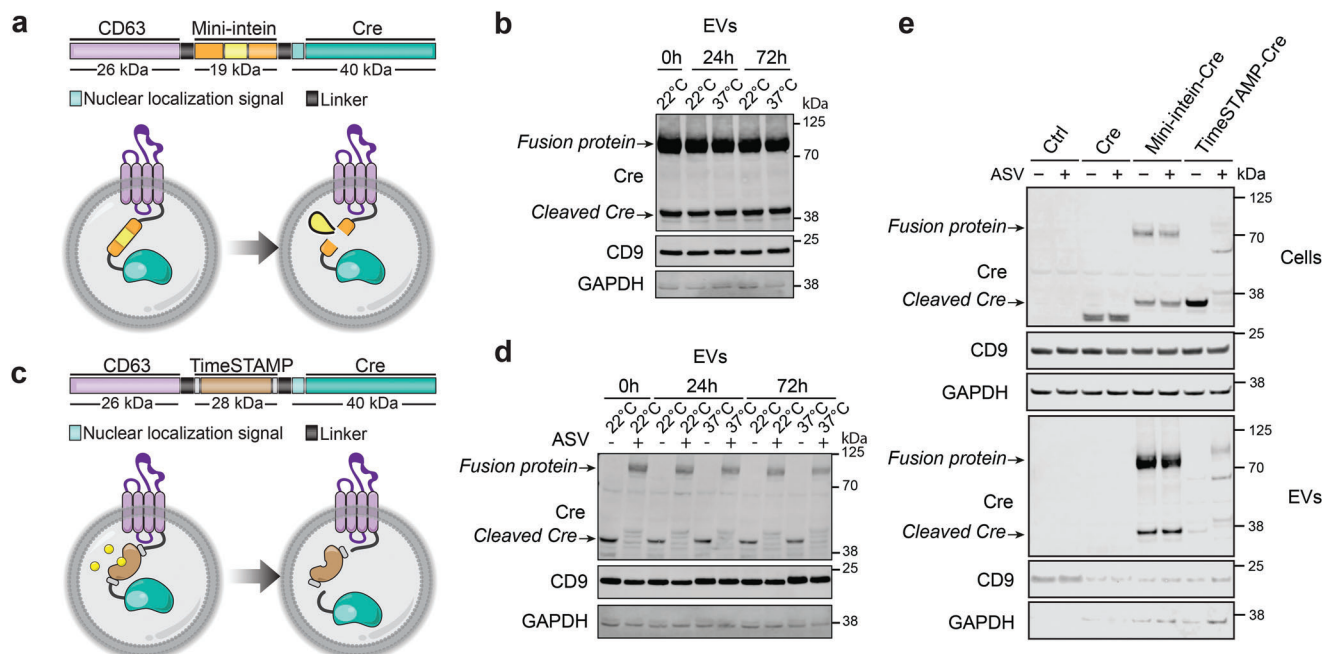 a
CD63 Mini-intein Cre
26 kDa 19 kDa 40 kDa
Nuclear localization signal Linker
b
EVs
0h 24h 72h
22°C 22°C 37°C 22°C 37°C
kDa
125
Fusion protein
70
Cre
Cleaved Cre
38
25
CD9
13
GAPDH
38
c
CD63 TimeSTAMP Cre
26 kDa 28 kDa 40 kDa
Nuclear localization signal Linker
d
EVs
0h 24h 72h
22°C 22°C 22°C 22°C 37°C 37°C 22°C 22°C 37°C 37°C
ASV - + - + - + - + - + kDa
125
Fusion protein
70
Cre
Cleaved Cre
38
25
CD9
13
GAPDH
38
e
Ctrl Cre Mini-intein-Cre TimeSTAMP-Cre
ASV − + − + − + − + kDa
125
Fusion protein
70
Cre
Cells
Cleaved Cre
38
25
CD9
13
GAPDH
38
125
Fusion protein
70
Cre
EVs
Cleaved Cre
38
25
CD9
13
GAPDH
38